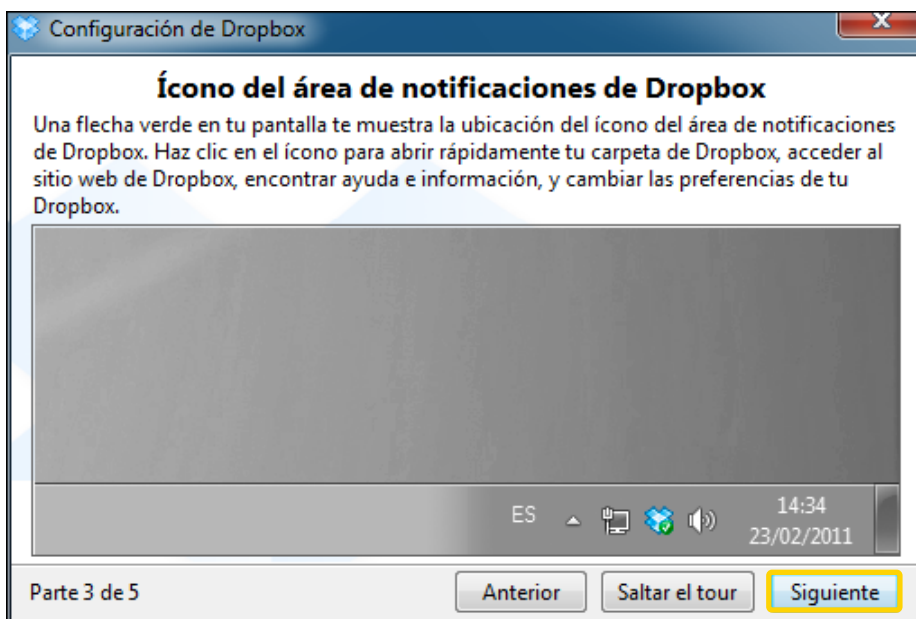 Configuración de Dropbox
Ícono del área de notificaciones de Dropbox
Una flecha verde en tu pantalla te muestra la ubicación del ícono del área de notificaciones
de Dropbox. Haz clic en el ícono para abrir rápidamente tu carpeta de Dropbox, acceder al
sitio web de Dropbox, encontrar ayuda e información, y cambiar las preferencias de tu
Dropbox.
ES
14:34
23/02/2011
Parte 3 de 5
Anterior
Saltar el tour
Siguiente